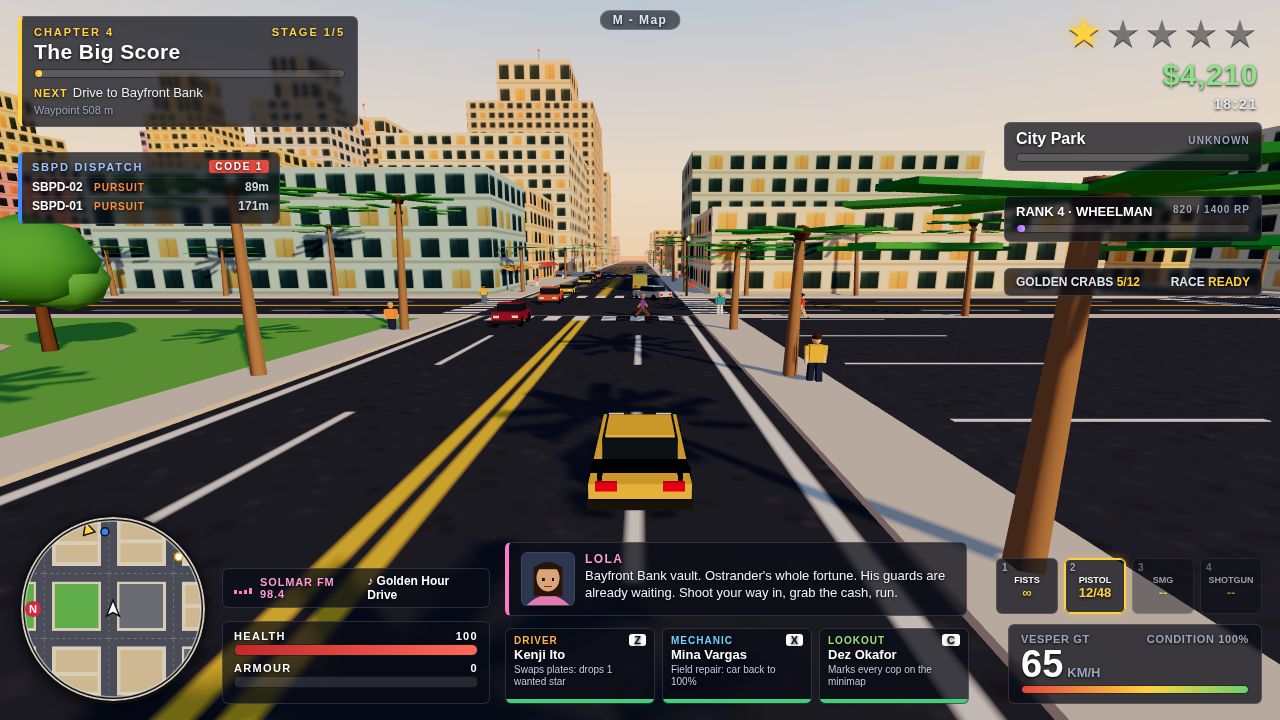 CHAPTER 4 STAGE 1/5
The Big Score
NEXT Drive to Bayfront Bank
Waypoint 508 m
SBPD DISPATCH CODE 1
SBPD-02 PURSUIT 89m
SBPD-01 PURSUIT 171m
M - Map
$4,210
18:21
City Park UNKNOWN
RANK 4 · WHEELMAN 820 / 1400 RP
GOLDEN CRABS 5/12 RACE READY
N
SOLMAR FM 98.4
♪ Golden Hour Drive
HEALTH 100
ARMOUR 0
LOLA
Bayfront Bank vault. Ostrander's whole fortune. His guards are
already waiting. Shoot your way in, grab the cash, run.
DRIVER Z
Kenji Ito
Swaps plates: drops 1
wanted star
MECHANIC X
Mina Vargas
Field repair: car back to
100%
LOOKOUT C
Dez Okafor
Marks every cop on the
minimap
1 FISTS ∞
2 PISTOL 12/48
3 SMG --
4 SHOTGUN --
VESPER GT CONDITION 100%
65 KM/H